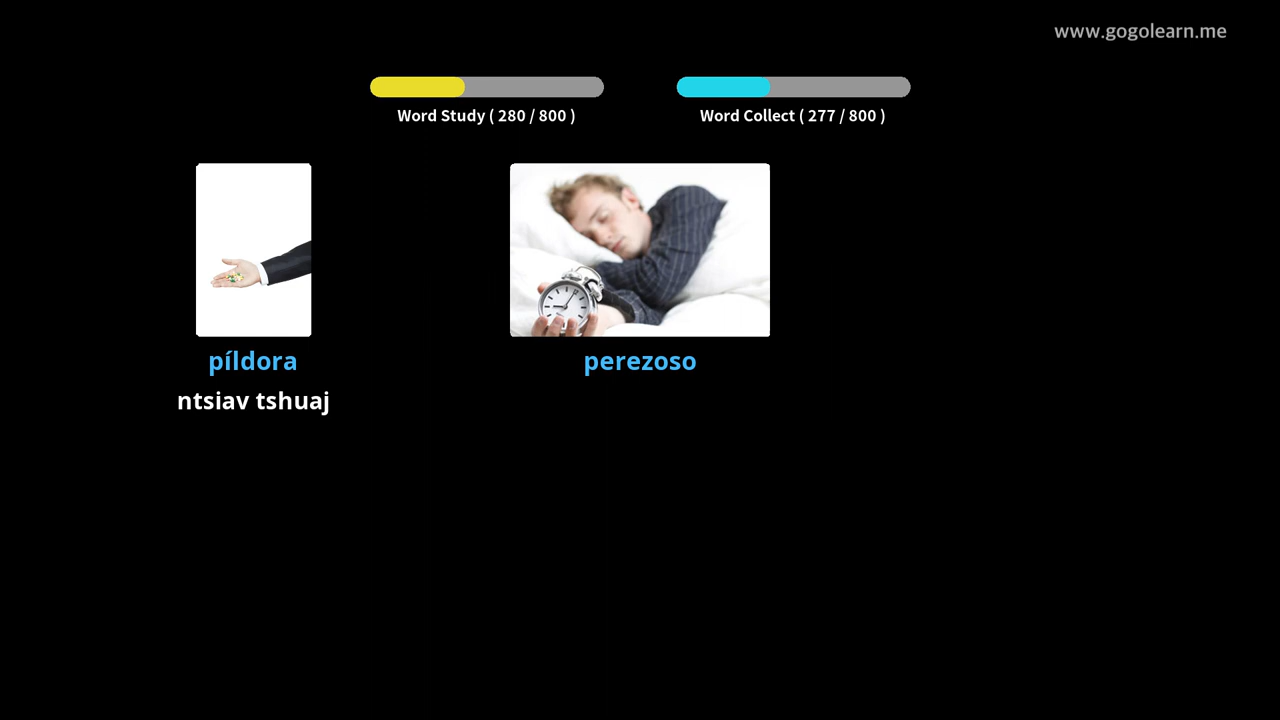 www.gogolearn.me
Word Study ( 280 / 800 )
Word Collect ( 277 / 800 )
píldora
ntsiav tshuaj
perezoso